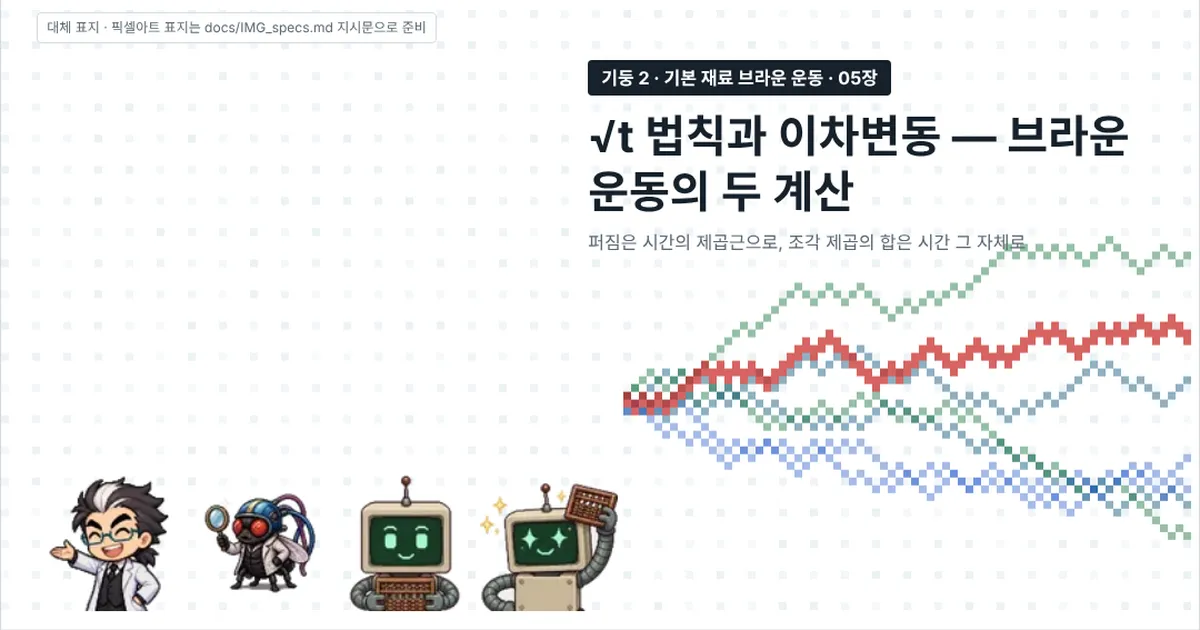 대체 표지 · 픽셀아트 표지는 docs/IMG_specs.md 지시문으로 준비
기둥 2 · 기본 재료 브라운 운동 · 05장
√t 법칙과 이차변동 — 브라운
운동의 두 계산
퍼짐은 시간의 제곱근으로, 조각 제곱의 합은 시간 그 자체로